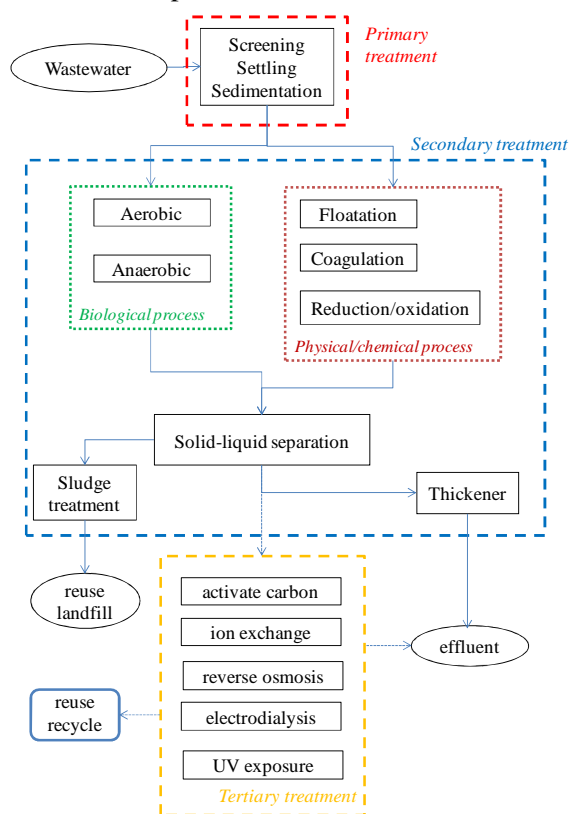 Primary
treatment
Screening
Settling
Sedimentation
Wastewater
Secondary treatment
Aerobic
Anaerobic
Biological process
Floatation
Coagulation
Reduction/oxidation
Physical/chemical process
Solid-liquid separation
Sludge
treatment
Thickener
reuse
landfill
activate carbon
ion exchange
reverse osmosis
electrodialysis
UV exposure
Tertiary treatment
effluent
reuse
recycle